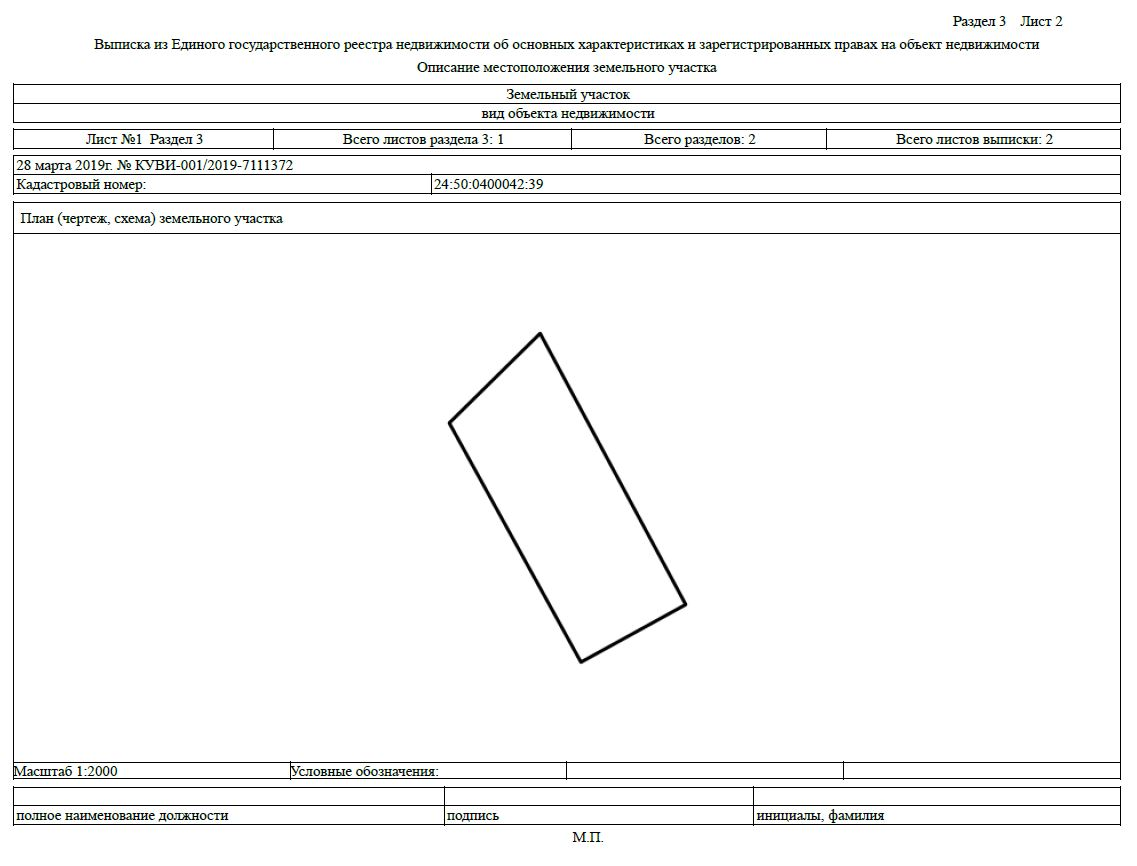 Раздел 3 Лист 2
Выписка из Единого государственного реестра недвижимости об основных характеристиках и зарегистрированных правах на объект недвижимости
Описание местоположения земельного участка
Земельный участок
вид объекта недвижимости
Лист №1 Раздел 3 Всего листов раздела 3: 1 Всего разделов: 2 Всего листов выписки: 2
28 марта 2019г. № КУВИ-001/2019-7111372
Кадастровый номер: 24:50:0400042:39
План (чертеж, схема) земельного участка
Масштаб 1:2000 Условные обозначения:
полное наименование должности подпись инициалы, фамилия
М.П.